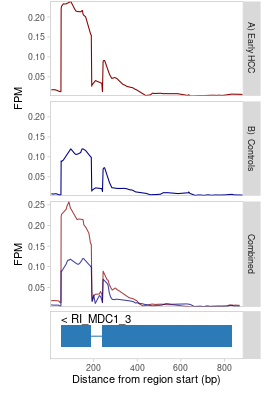 FPM
0.20
0.15
0.10
0.05
A) Early HCC
FPM
0.20
0.15
0.10
0.05
B) Controls
FPM
0.25
0.20
0.15
0.10
0.05
Combined
< RI_MDC1_3
200 400 600 800
Distance from region start (bp)